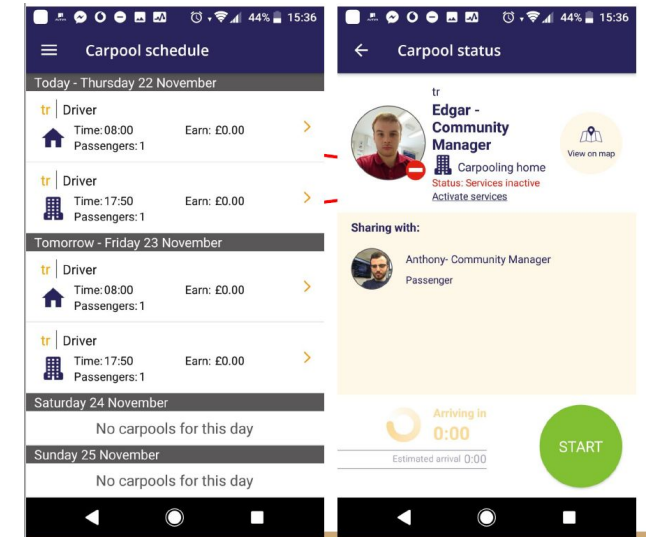 44% 15:36
Carpool schedule
Today - Thursday 22 November
tr Driver
Time: 08:00 Earn: £0.00
Passengers: 1
tr Driver
Time: 17:50 Earn: £0.00
Passengers: 1
Tomorrow - Friday 23 November
tr Driver
Time: 08:00 Earn: £0.00
Passengers: 1
tr Driver
Time: 17:50 Earn: £0.00
Passengers: 1
Saturday 24 November
No carpools for this day
Sunday 25 November
No carpools for this day
44% 15:36
Carpool status
tr
Edgar -
Community
Manager
Carpooling home
Status: Services inactive
Activate services
View on map
Sharing with:
Anthony- Community Manager
Passenger
Arriving in
0:00
Estimated arrival 0:00
START